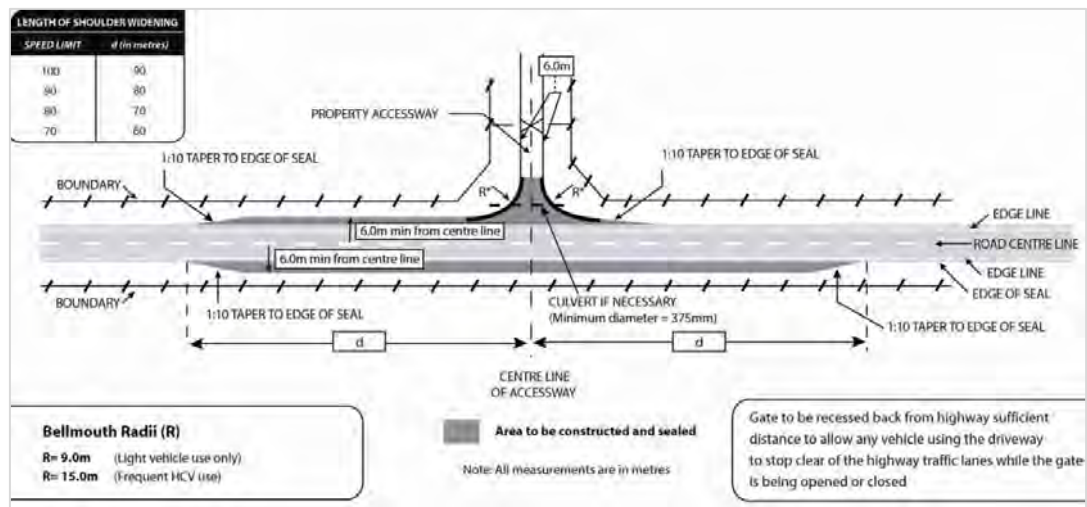 LENGTH OF SHOULDER WIDENING
SPEED LIMIT d (in metres)
100 90
90 80
80 70
70 60
6.0m
PROPERTY ACCESSWAY
1:10 TAPER TO EDGE OF SEAL
1:10 TAPER TO EDGE OF SEAL
BOUNDARY
R*
R*
EDGE LINE
6.0m min from centre line
ROAD CENTRE LINE
6.0m min from centre line
EDGE LINE
EDGE OF SEAL
BOUNDARY
CULVERT IF NECESSARY
(Minimum diameter = 375mm)
1:10 TAPER TO EDGE OF SEAL
1:10 TAPER TO EDGE OF SEAL
d
d
CENTRE LINE
OF ACCESSWAY
Bellmouth Radii (R)
R= 9.0m (Light vehicle use only)
R= 15.0m (Frequent HCV use)
Area to be constructed and sealed
Note: All measurements are in metres
Gate to be recessed back from highway sufficient
distance to allow any vehicle using the driveway
to stop clear of the highway traffic lanes while the gate
is being opened or closed